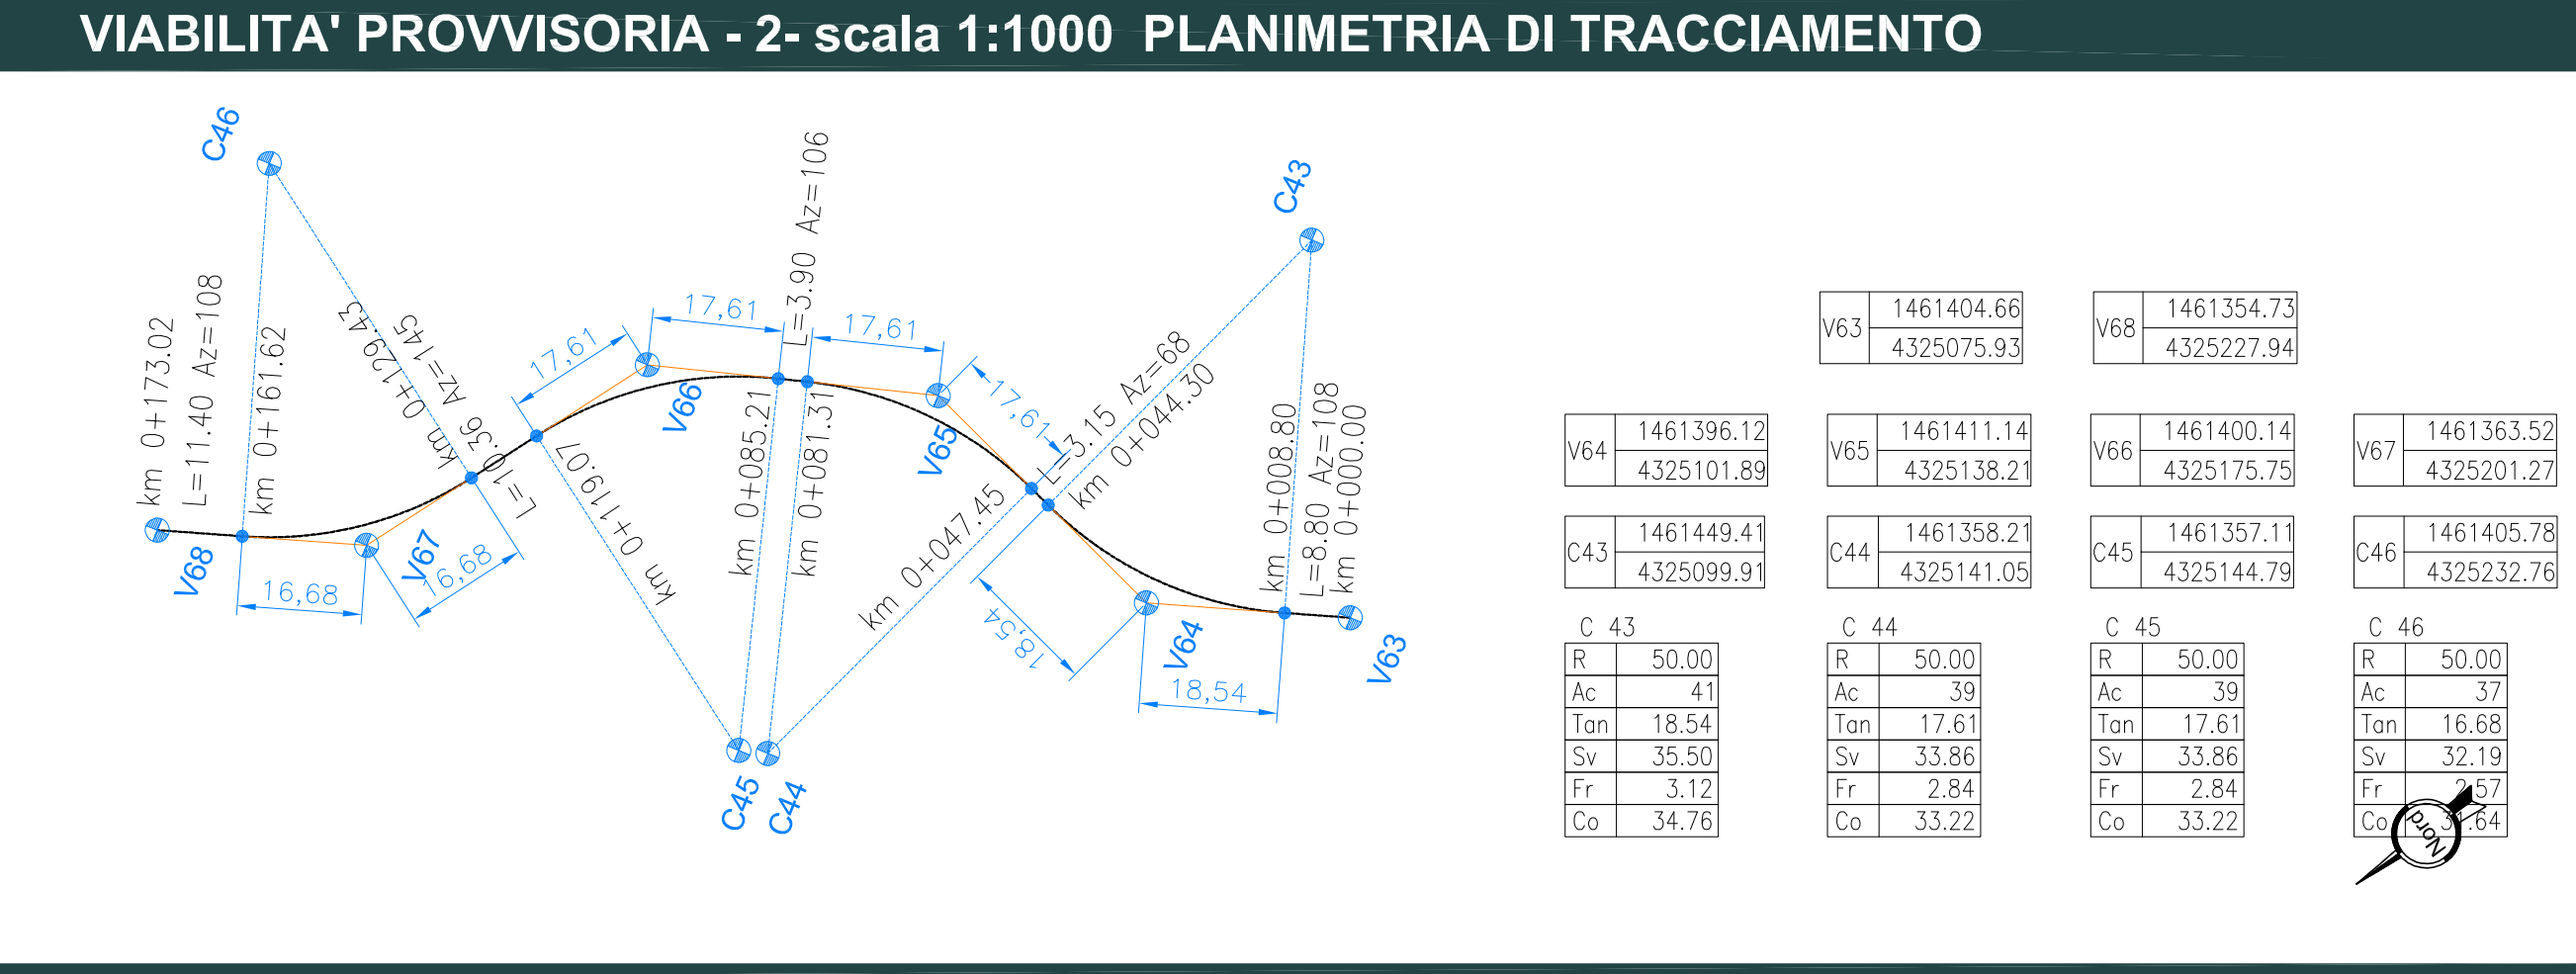 VIABILITA' PROVVISORIA - 2- scala 1:1000 PLANIMETRIA DI TRACCIAMENTO
C46
C43
km 0+173.02
L=11.40 Az=108
km 0+161.62
km 0+129.43
L=10.36 Az=145
km 0+119.07
17,61
17,61
L=3.90 Az=106
17,61
17,61
km 0+085.21
km 0+081.31
L=3.15 Az=68
km 0+044.30
km 0+047.45
km 0+008.80
L=8.80 Az=108
km 0+000.00
V68
V67
V66
V65
V64
V63
16,68
16,68
18,54
18,54
C45
C44
V63 1461404.66
4325075.93
V68 1461354.73
4325227.94
V64 1461396.12
4325101.89
V65 1461411.14
4325138.21
V66 1461400.14
4325175.75
V67 1461363.52
4325201.27
C43 1461449.41
4325099.91
C44 1461358.21
4325141.05
C45 1461357.11
4325144.79
C46 1461405.78
4325232.76
C 43
R 50.00
Ac 41
Tan 18.54
Sv 35.50
Fr 3.12
Co 34.76
C 44
R 50.00
Ac 39
Tan 17.61
Sv 33.86
Fr 2.84
Co 33.22
C 45
R 50.00
Ac 39
Tan 17.61
Sv 33.86
Fr 2.84
Co 33.22
C 46
R 50.00
Ac 37
Tan 16.68
Sv 32.19
Fr 2.57
Co 31.64
Nord